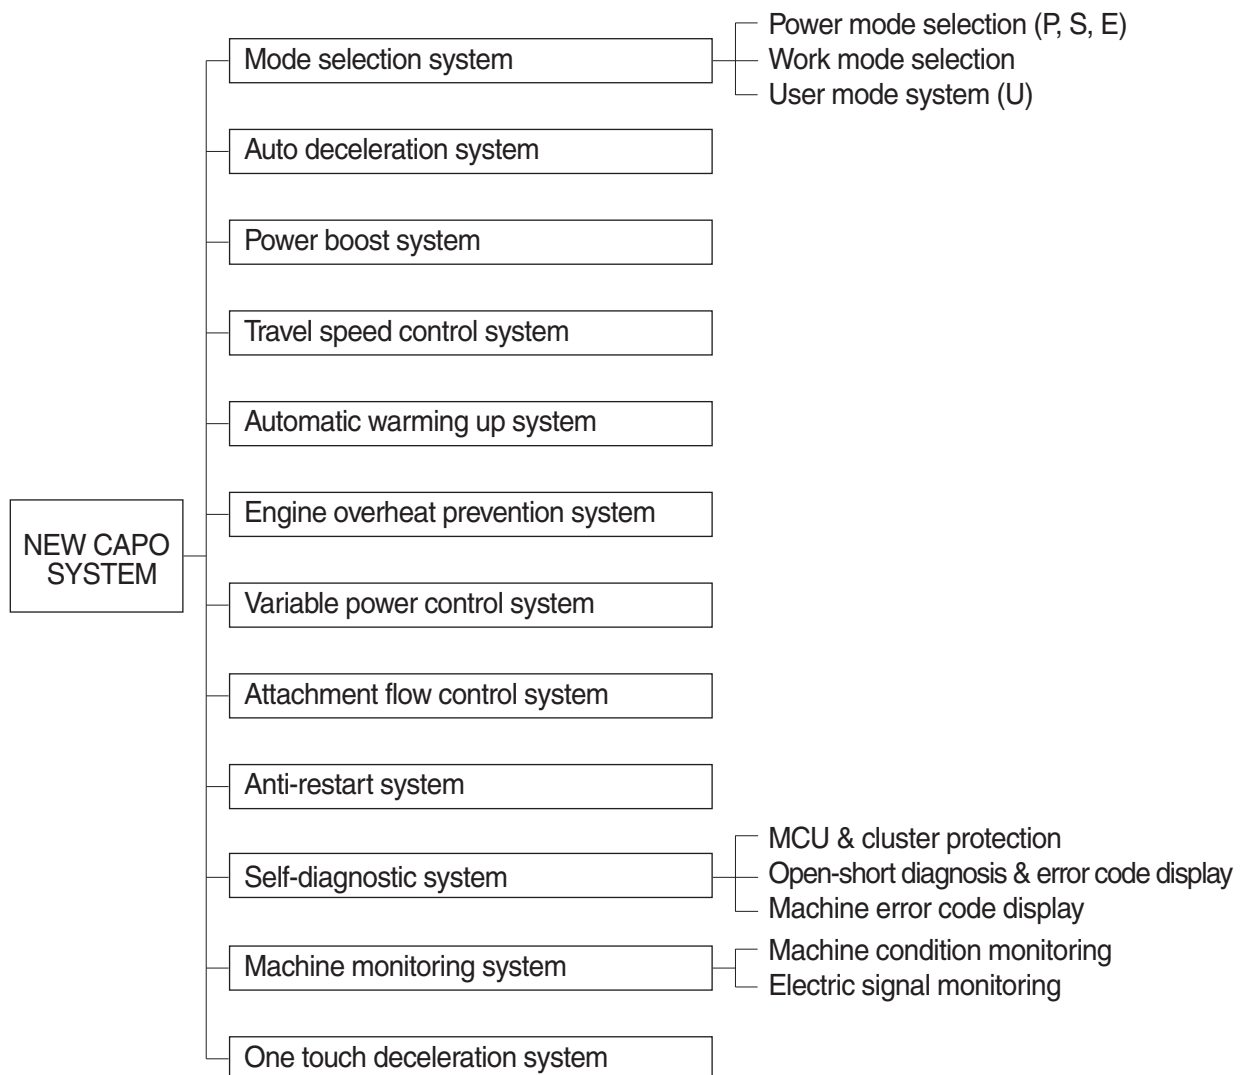 Power mode selection (P, S, E)
Mode selection system
Work mode selection
User mode system (U)
Auto deceleration system
Power boost system
Travel speed control system
Automatic warming up system
Engine overheat prevention system
NEW CAPO
SYSTEM
Variable power control system
Attachment flow control system
Anti-restart system
MCU & cluster protection
Self-diagnostic system
Open-short diagnosis & error code display
Machine error code display
Machine monitoring system
Machine condition monitoring
Electric signal monitoring
One touch deceleration system